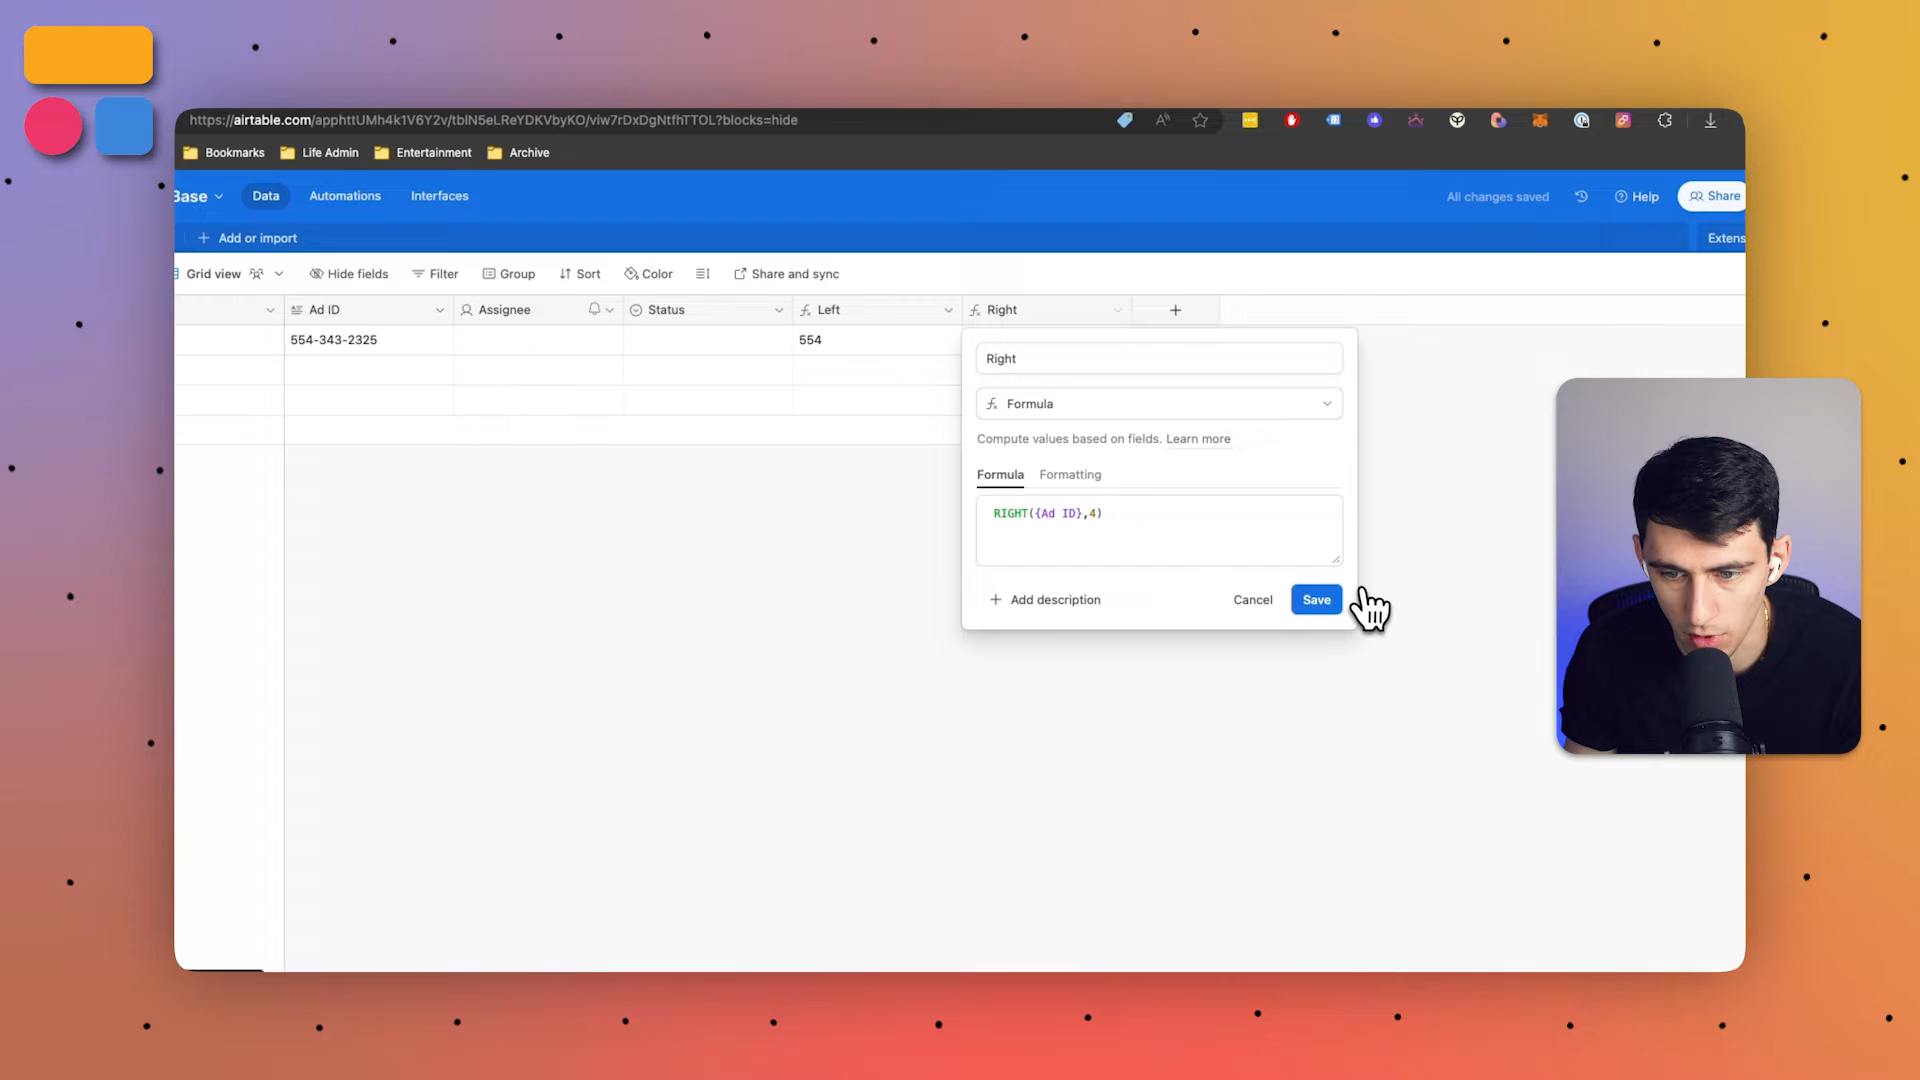 https://airtable.com/apphttUMh4k1V6Y2v/tblN5eLReYDKVbyKO/viw7rDxDgNtfhTTOL?blocks=hide
Bookmarks Life Admin Entertainment Archive
Base Data Automations Interfaces All changes saved Help Share
+ Add or import Extens
Grid view Hide fields Filter Group Sort Color Share and sync
Ad ID Assignee Status Left Right +
554-343-2325 554
Right
Formula
Compute values based on fields. Learn more
Formula Formatting
RIGHT({Ad ID},4)
+ Add description Cancel Save